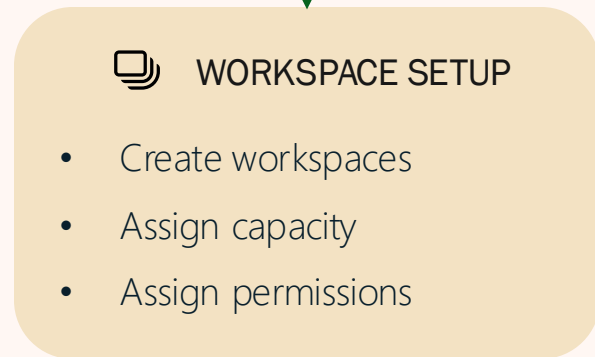 WORKSPACE SETUP
• Create workspaces
• Assign capacity
• Assign permissions